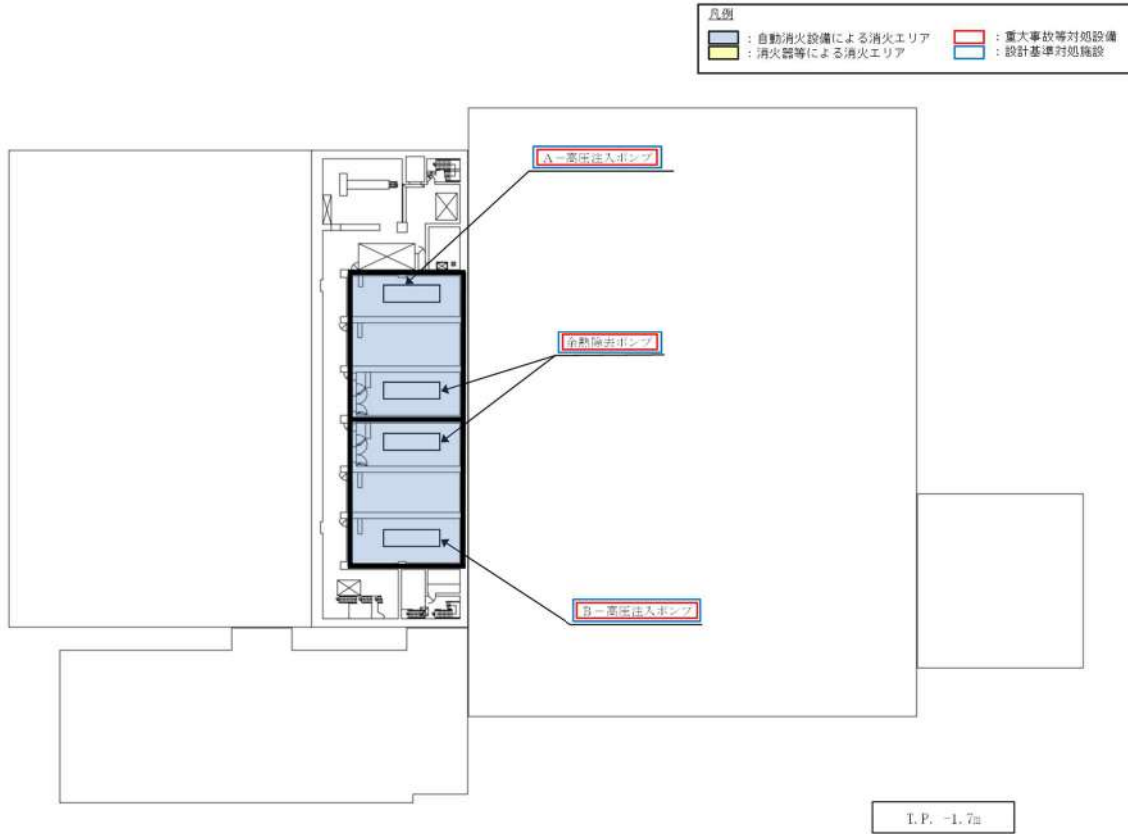 凡例
：自動消火設備による消火エリア
：重大事故等対処設備
：消火器等による消火エリア
：設計基準対処施設
A－高圧注入ポンプ
余熱除去ポンプ
B－高圧注入ポンプ
T.P. -1.7m